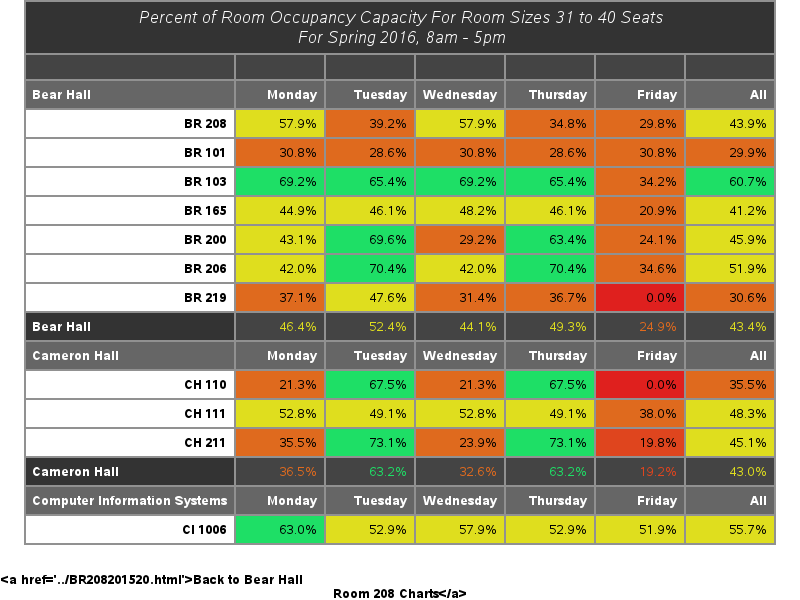 Percent of Room Occupancy Capacity For Room Sizes 31 to 40 Seats
For Spring 2016, 8am - 5pm
Bear Hall Monday Tuesday Wednesday Thursday Friday All
BR 208 57.9% 39.2% 57.9% 34.8% 29.8% 43.9%
BR 101 30.8% 28.6% 30.8% 28.6% 30.8% 29.9%
BR 103 69.2% 65.4% 69.2% 65.4% 34.2% 60.7%
BR 165 44.9% 46.1% 48.2% 46.1% 20.9% 41.2%
BR 200 43.1% 69.6% 29.2% 63.4% 24.1% 45.9%
BR 206 42.0% 70.4% 42.0% 70.4% 34.6% 51.9%
BR 219 37.1% 47.6% 31.4% 36.7% 0.0% 30.6%
Bear Hall 46.4% 52.4% 44.1% 49.3% 24.9% 43.4%
Cameron Hall Monday Tuesday Wednesday Thursday Friday All
CH 110 21.3% 67.5% 21.3% 67.5% 0.0% 35.5%
CH 111 52.8% 49.1% 52.8% 49.1% 38.0% 48.3%
CH 211 35.5% 73.1% 23.9% 73.1% 19.8% 45.1%
Cameron Hall 36.5% 63.2% 32.6% 63.2% 19.2% 43.0%
Computer Information Systems Monday Tuesday Wednesday Thursday Friday All
CI 1006 63.0% 52.9% 57.9% 52.9% 51.9% 55.7%
<a href='../BR208201520.html'>Back to Bear Hall
Room 208 Charts</a>